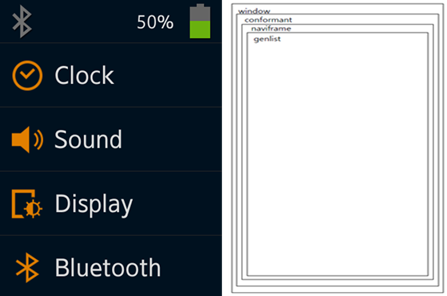 50%
Clock
Sound
Display
Bluetooth
window
conformant
naviframe
genlist